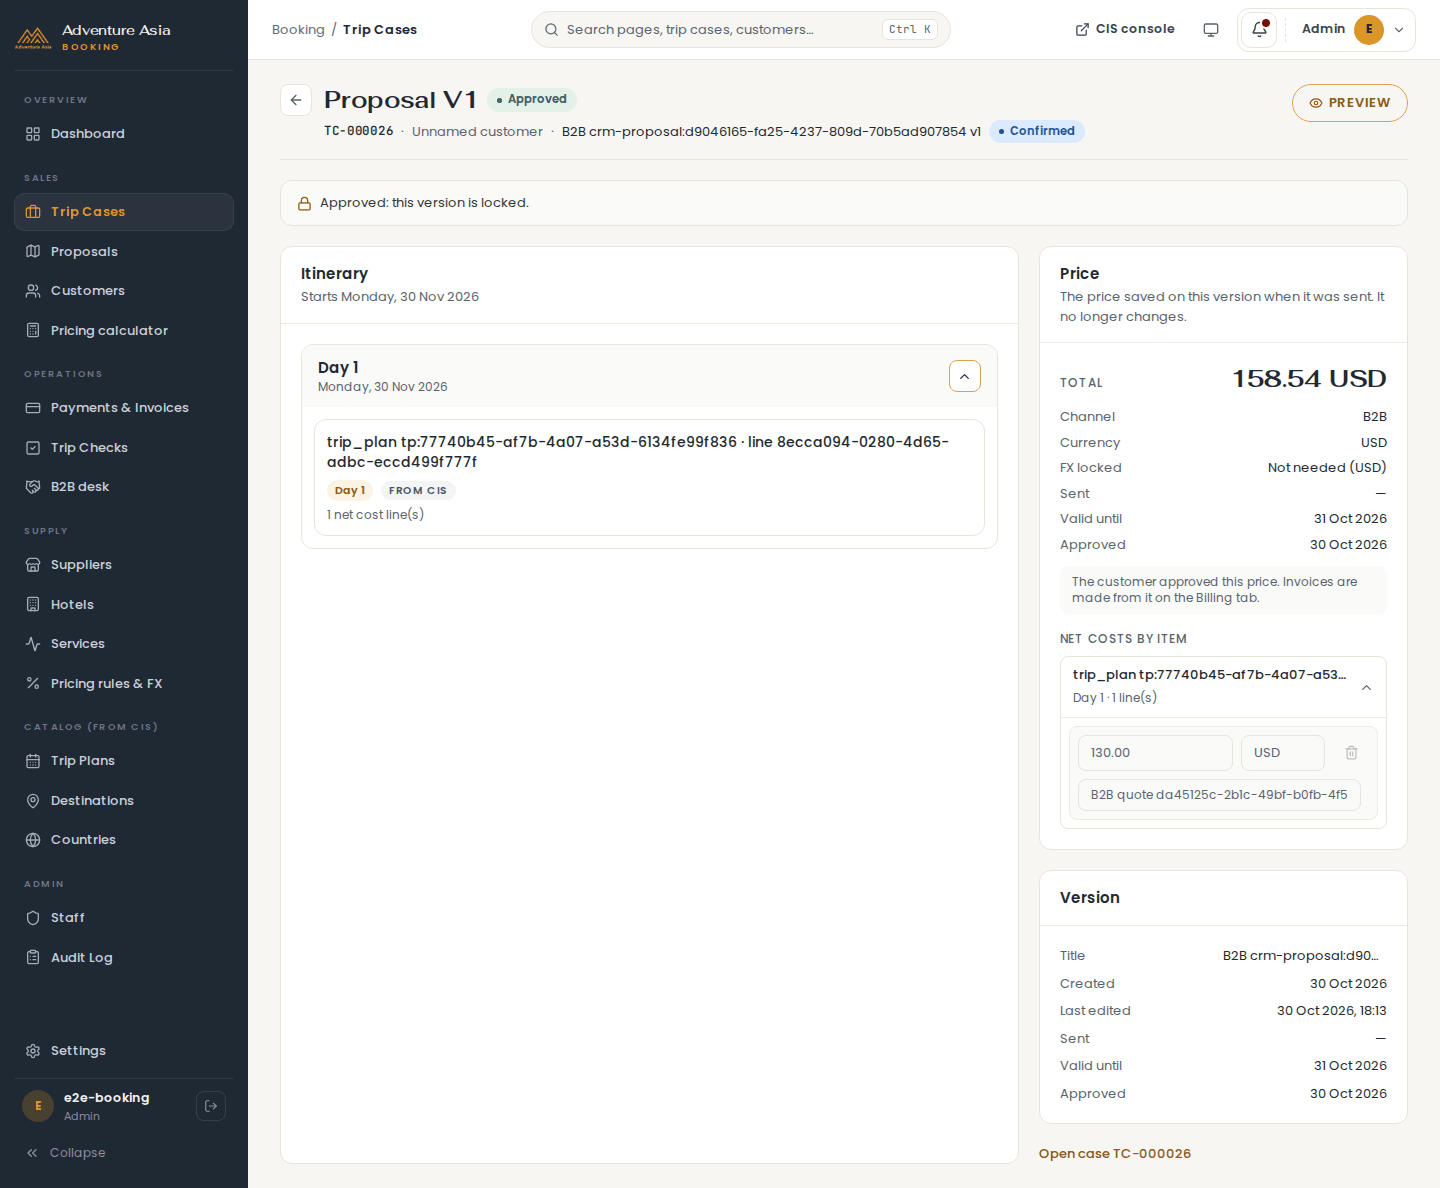 Adventure Asia
BOOKING
OVERVIEW
Dashboard
SALES
Trip Cases
Proposals
Customers
Pricing calculator
OPERATIONS
Payments & Invoices
Trip Checks
B2B desk
SUPPLY
Suppliers
Hotels
Services
Pricing rules & FX
CATALOG (FROM CIS)
Trip Plans
Destinations
Countries
ADMIN
Staff
Audit Log
Settings
E
e2e-booking
Admin
Collapse
Booking / Trip Cases
Search pages, trip cases, customers…
Ctrl K
CIS console
Admin
E
Proposal V1
Approved
TC-000026 · Unnamed customer · B2B crm-proposal:d9046165-fa25-4237-809d-70b5ad907854 v1
Confirmed
PREVIEW
Approved: this version is locked.
Itinerary
Starts Monday, 30 Nov 2026
Day 1
Monday, 30 Nov 2026
trip_plan tp:77740b45-af7b-4a07-a53d-6134fe99f836 · line 8ecca094-0280-4d65-
adbc-eccd499f777f
Day 1
FROM CIS
1 net cost line(s)
Price
The price saved on this version when it was sent. It
no longer changes.
TOTAL 158.54 USD
Channel B2B
Currency USD
FX locked Not needed (USD)
Sent —
Valid until 31 Oct 2026
Approved 30 Oct 2026
The customer approved this price. Invoices are
made from it on the Billing tab.
NET COSTS BY ITEM
trip_plan tp:77740b45-af7b-4a07-a53…
Day 1 · 1 line(s)
130.00 USD
B2B quote da45125c-2b1c-49bf-b0fb-4f5
Version
Title B2B crm-proposal:d90…
Created 30 Oct 2026
Last edited 30 Oct 2026, 18:13
Sent —
Valid until 31 Oct 2026
Approved 30 Oct 2026
Open case TC-000026